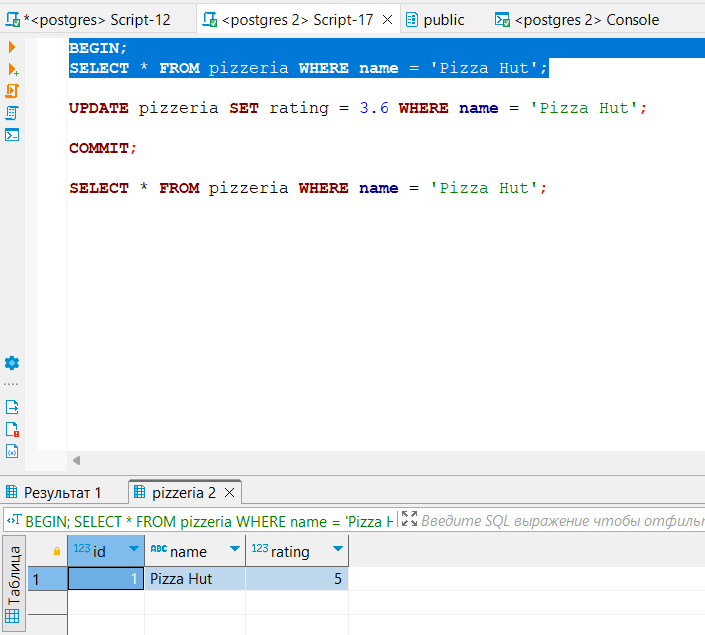 *<postgres> Script-12 <postgres 2> Script-17 public <postgres 2> Console
BEGIN;
SELECT * FROM pizzeria WHERE name = 'Pizza Hut';
UPDATE pizzeria SET rating = 3.6 WHERE name = 'Pizza Hut';
COMMIT;
SELECT * FROM pizzeria WHERE name = 'Pizza Hut';
Результат 1 pizzeria 2
BEGIN; SELECT * FROM pizzeria WHERE name = 'Pizza H Введите SQL выражение чтобы отфиль
Таблица
123 id ABC name 123 rating
1 1 Pizza Hut 5